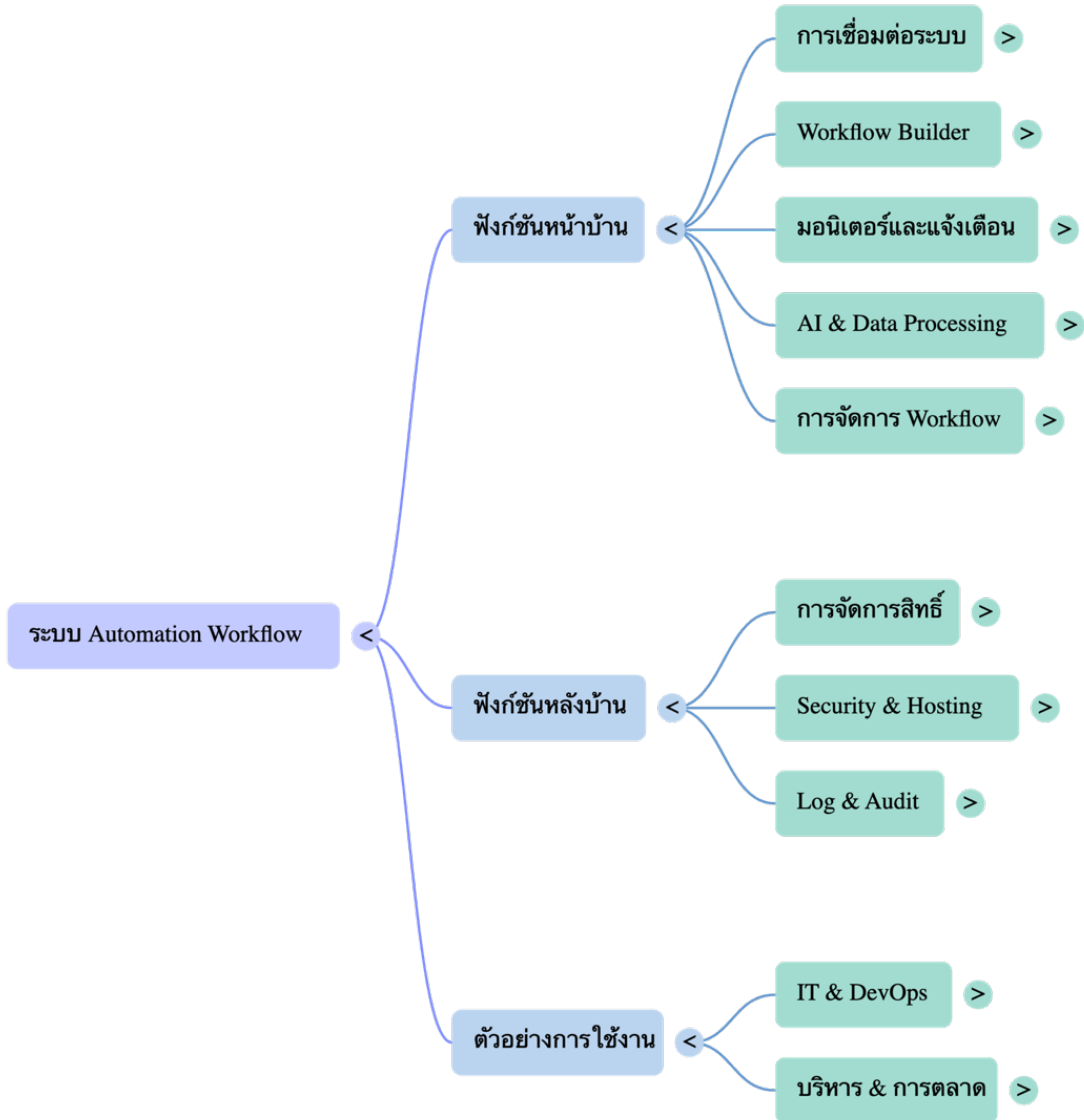 ระบบ Automation Workflow
<
ฟังก์ชันหน้าบ้าน
<
การเชื่อมต่อระบบ
>
Workflow Builder
>
มอนิเตอร์และแจ้งเตือน
>
AI & Data Processing
>
การจัดการ Workflow
>
ฟังก์ชันหลังบ้าน
<
การจัดการสิทธิ์
>
Security & Hosting
>
Log & Audit
>
ตัวอย่างการใช้งาน
<
IT & DevOps
>
บริหาร & การตลาด
>